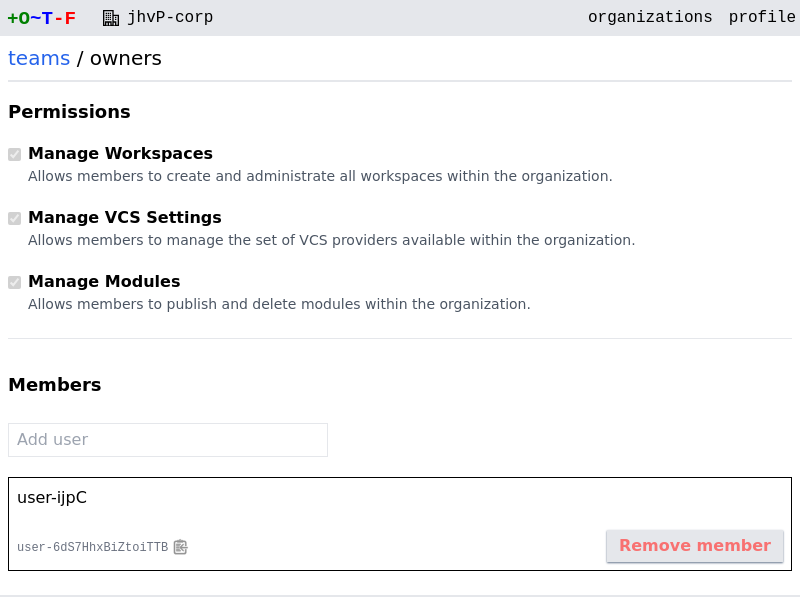 +O~T-F jhvP-corp organizations profile
teams / owners
Permissions
Manage Workspaces
Allows members to create and administrate all workspaces within the organization.
Manage VCS Settings
Allows members to manage the set of VCS providers available within the organization.
Manage Modules
Allows members to publish and delete modules within the organization.
Members
Add user
user-ijpC
user-6dS7HhxBiZtoiTTB
Remove member